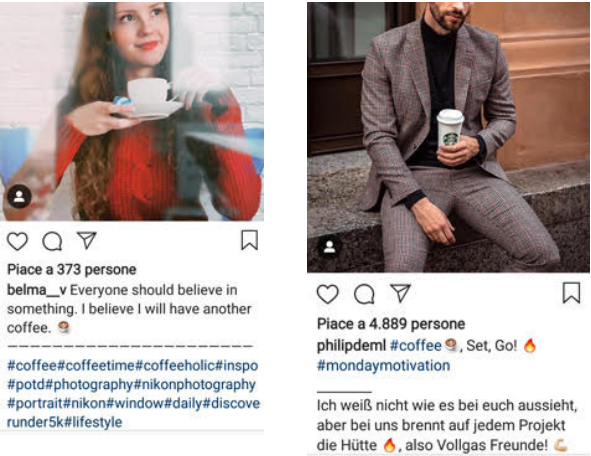 Piace a 373 persone
belma__v Everyone should believe in
something. I believe I will have another
coffee. ☕
————————————————————————
#coffee#coffeetime#coffeeholic#inspo
#potd#photography#nikonphotography
#portrait#nikon#window#daily#discove
runder5k#lifestyle
Piace a 4.889 persone
philipdeml #coffee☕, Set, Go! 🔥
#mondaymotivation
______
Ich weiß nicht wie es bei euch aussieht,
aber bei uns brennt auf jedem Projekt
die Hütte 🔥, also Vollgas Freunde! 💪🏼